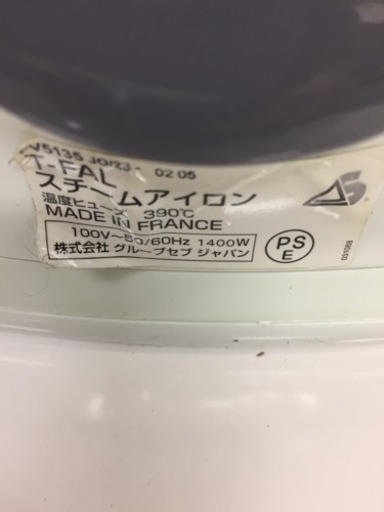 V5135 JO/23 - 02 05
T-FAL
スチームアイロン
温度ヒューズ 390℃
MADE IN FRANCE
100V~50/60Hz 1400W
株式会社 グループセブ ジャパン
PS
E
S
031088